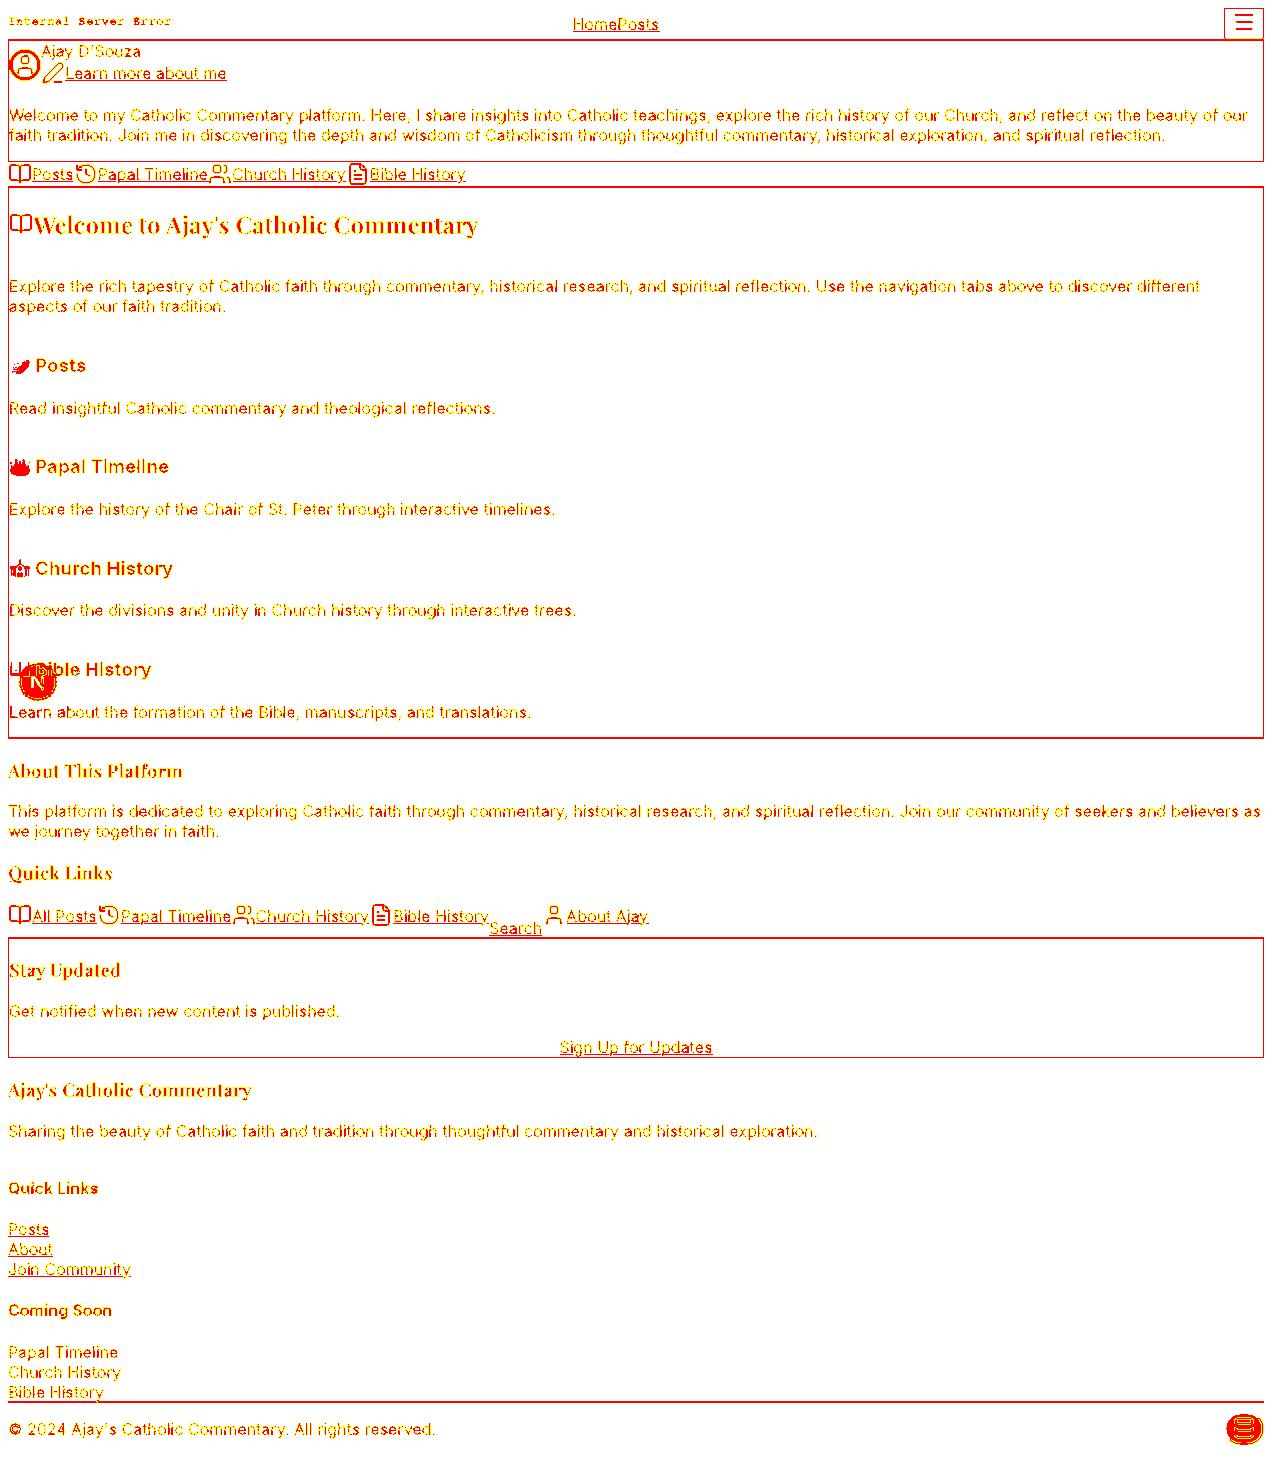 Internal Server Error
Home Posts
Ajay D'Souza
Learn more about me
Welcome to my Catholic Commentary platform. Here, I share insights into Catholic teachings, explore the rich history of our Church, and reflect on the beauty of our
faith tradition. Join me in discovering the depth and wisdom of Catholicism through thoughtful commentary, historical exploration, and spiritual reflection.
Posts Papal Timeline Church History Bible History
Welcome to Ajay's Catholic Commentary
Explore the rich tapestry of Catholic faith through commentary, historical research, and spiritual reflection. Use the navigation tabs above to discover different
aspects of our faith tradition.
Posts
Read insightful Catholic commentary and theological reflections.
Papal Timeline
Explore the history of the Chair of St. Peter through interactive timelines.
Church History
Discover the divisions and unity in Church history through interactive trees.
Bible History
N
Learn about the formation of the Bible, manuscripts, and translations.
About This Platform
This platform is dedicated to exploring Catholic faith through commentary, historical research, and spiritual reflection. Join our community of seekers and believers as
we journey together in faith.
Quick Links
All Posts Papal Timeline Church History Bible History Search About Ajay
Stay Updated
Get notified when new content is published.
Sign Up for Updates
Ajay's Catholic Commentary
Sharing the beauty of Catholic faith and tradition through thoughtful commentary and historical exploration.
Quick Links
Posts
About
Join Community
Coming Soon
Papal Timeline
Church History
Bible History
© 2024 Ajay's Catholic Commentary. All rights reserved.